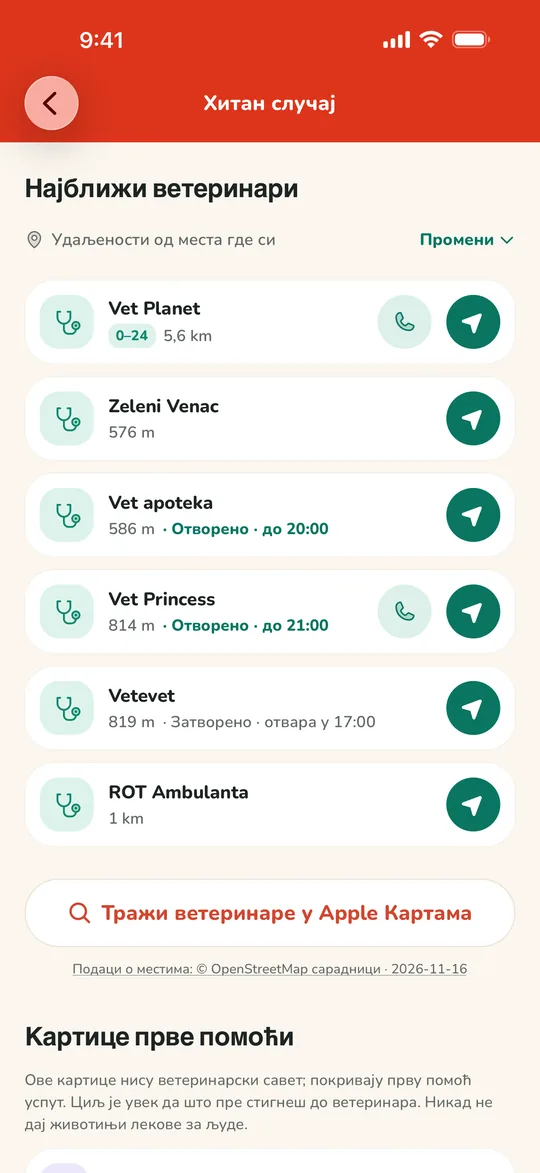 9:41
Хитан случај
Најближи ветеринари
Удаљености од места где си
Промени
Vet Planet
0–24 5,6 km
Zeleni Venac
576 m
Vet apoteka
586 m · Отворено · до 20:00
Vet Princess
814 m · Отворено · до 21:00
Vetevet
819 m · Затворено · отвара у 17:00
ROT Ambulanta
1 km
Тражи ветеринаре у Apple Картама
Подаци о местима: © OpenStreetMap сарадници · 2026-11-16
Картице прве помоћи
Ове картице нису ветеринарски савет; покривају прву помоћ
успут. Циљ је увек да што пре стигнеш до ветеринара. Никад не
дај животињи лекове за људе.